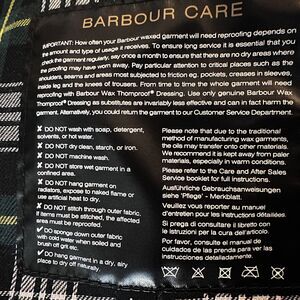 BARBOUR CARE
IMPORTANT: How often your Barbour waxed garment will need reproofing depends on
the amount and type of usage it receives. To ensure long service it is essential that you
check the garment regularly, say once a month to ensure that there are no dry areas where
the proofing may have worn away. Pay particular attention to critical places such as the
shoulders, seams and areas most subjected to friction eg. pockets, creases in sleeves,
inside leg and the knees of trousers. From time to time the whole garment will need
reproofing with Barbour Wax Thornproof® Dressing. Use only genuine Barbour Wax
Thornproof® Dressing as substitutes are invariably less effective and can in fact harm the
garment. Alternatively, you could return the garment to our Customer Service Department.
✗ DO NOT wash with soap, detergent,
solvents, or hot water.
✗ DO NOT dry clean, starch, or iron.
✗ DO NOT machine wash.
✗ DO NOT store wet garment in a
confined area.
✗ DO NOT hang garment on
radiators, expose to naked flame or
use artificial heat to dry.
✗ DO NOT stitch through outer fabric.
If items must be stitched, the affected
area must be reproofed.
✓ DO sponge down outer fabric
with cold water when soiled and
brush off grit etc.
✓ DO hang garment in a dry, airy
place to dry off naturally.
Please note that due to the traditional
method of manufacturing wax garments,
the oils may transfer onto other materials.
We recommend it is kept away from paler
materials, especially in warm conditions.
Please refer to the Care and After Sales
Service booklet for full instructions.
Ausführliche Gebrauchsanweisungen
siehe "Pflege" - Merkblatt.
Veuillez vous reporter au manuel
d'entretien pour les instructions détaillées.
Si prega di consultare il libretto con
le istruzioni per la cura dell'articolo.
Por favor, consulte el manual de
cuidados de las prendas para ver las
instrucciones detalladas.